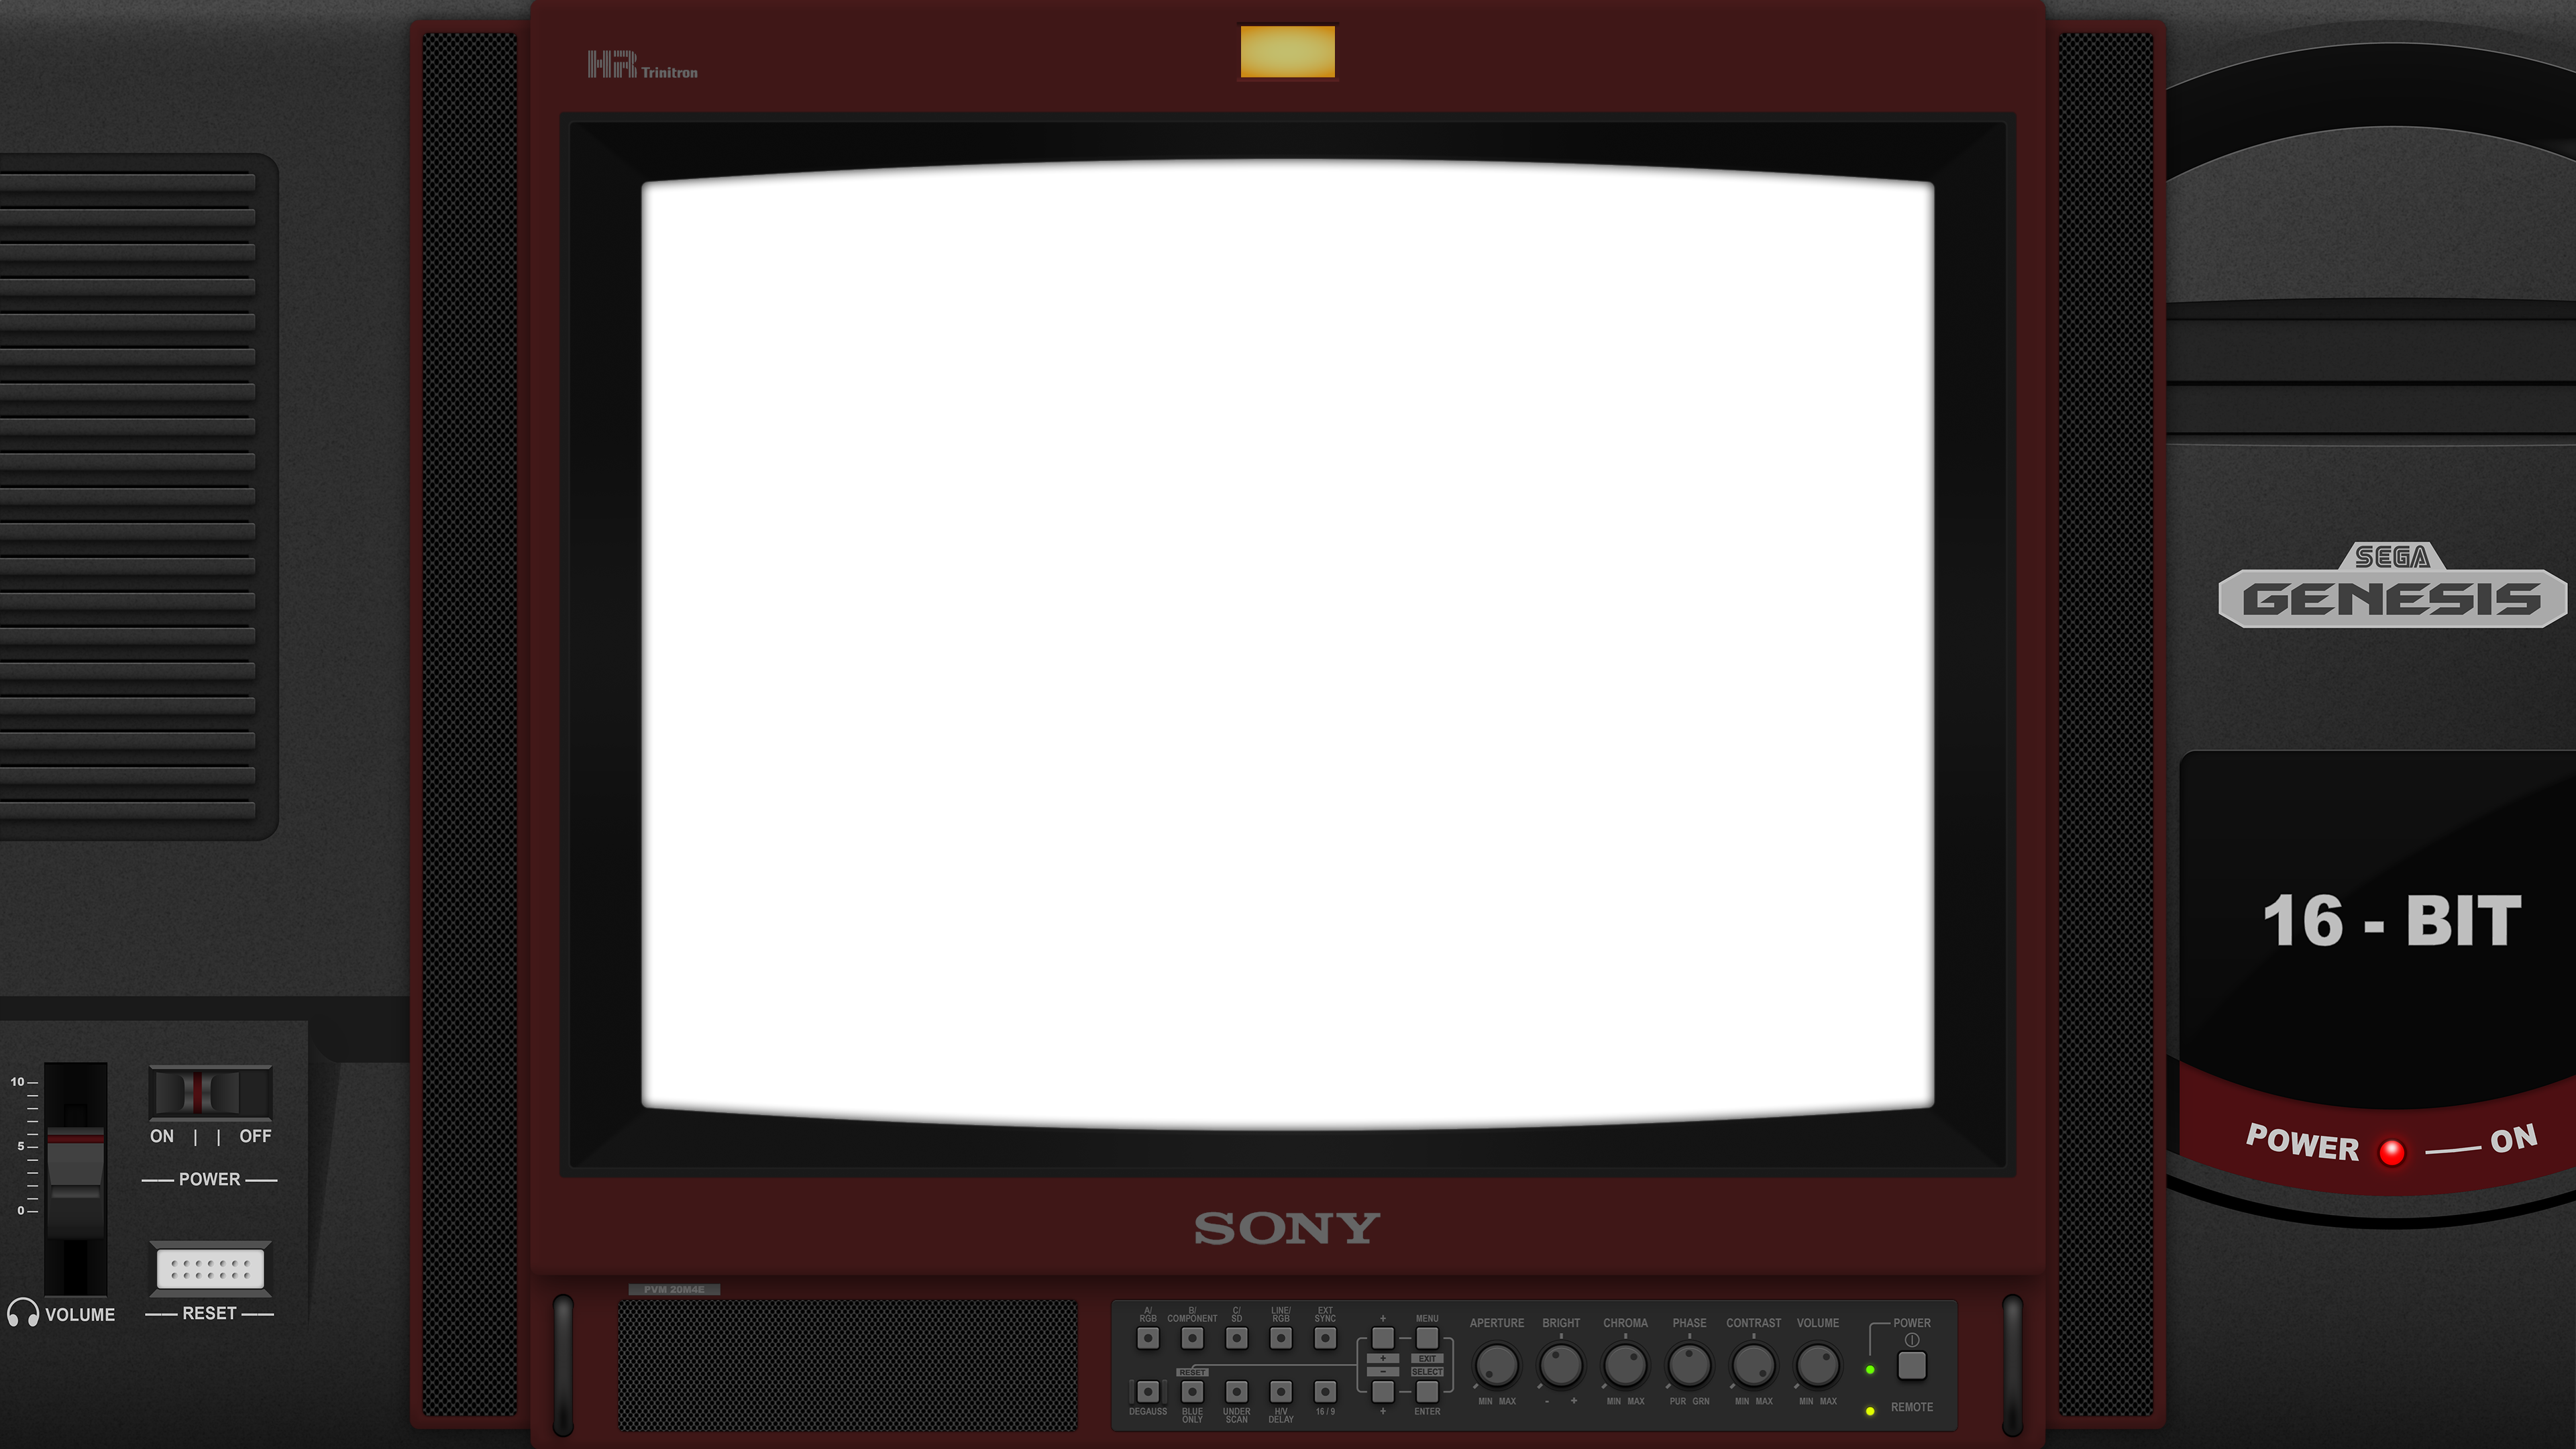 HR Trinitron
SEGA
GENESIS
16 - BIT
POWER ON
10
5
0
ON | | OFF
POWER
VOLUME
RESET
SONY
PVM 20M4E
A/
RGB
B/
COMPONENT
C/
SD
LINE/
RGB
EXT
SYNC
+
MENU
+
EXIT
RESET
−
SELECT
DEGAUSS
BLUE
ONLY
UNDER
SCAN
H/V
DELAY
16 / 9
+
ENTER
APERTURE BRIGHT CHROMA PHASE CONTRAST VOLUME
MIN MAX - + MIN MAX PUR GRN MIN MAX MIN MAX
POWER
REMOTE